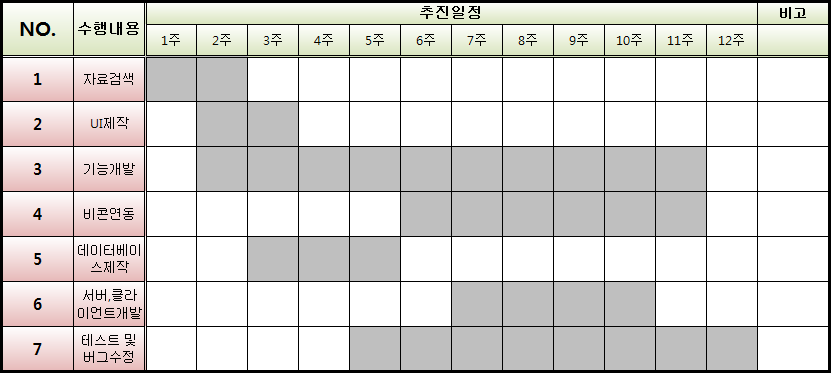 NO.
수행내용
추진일정
비고
1주 2주 3주 4주 5주 6주 7주 8주 9주 10주 11주 12주
1 자료검색
2 UI제작
3 기능개발
4 비콘연동
5 데이터베이
스제작
6 서버,클라
이언트개발
7 테스트 및
버그수정